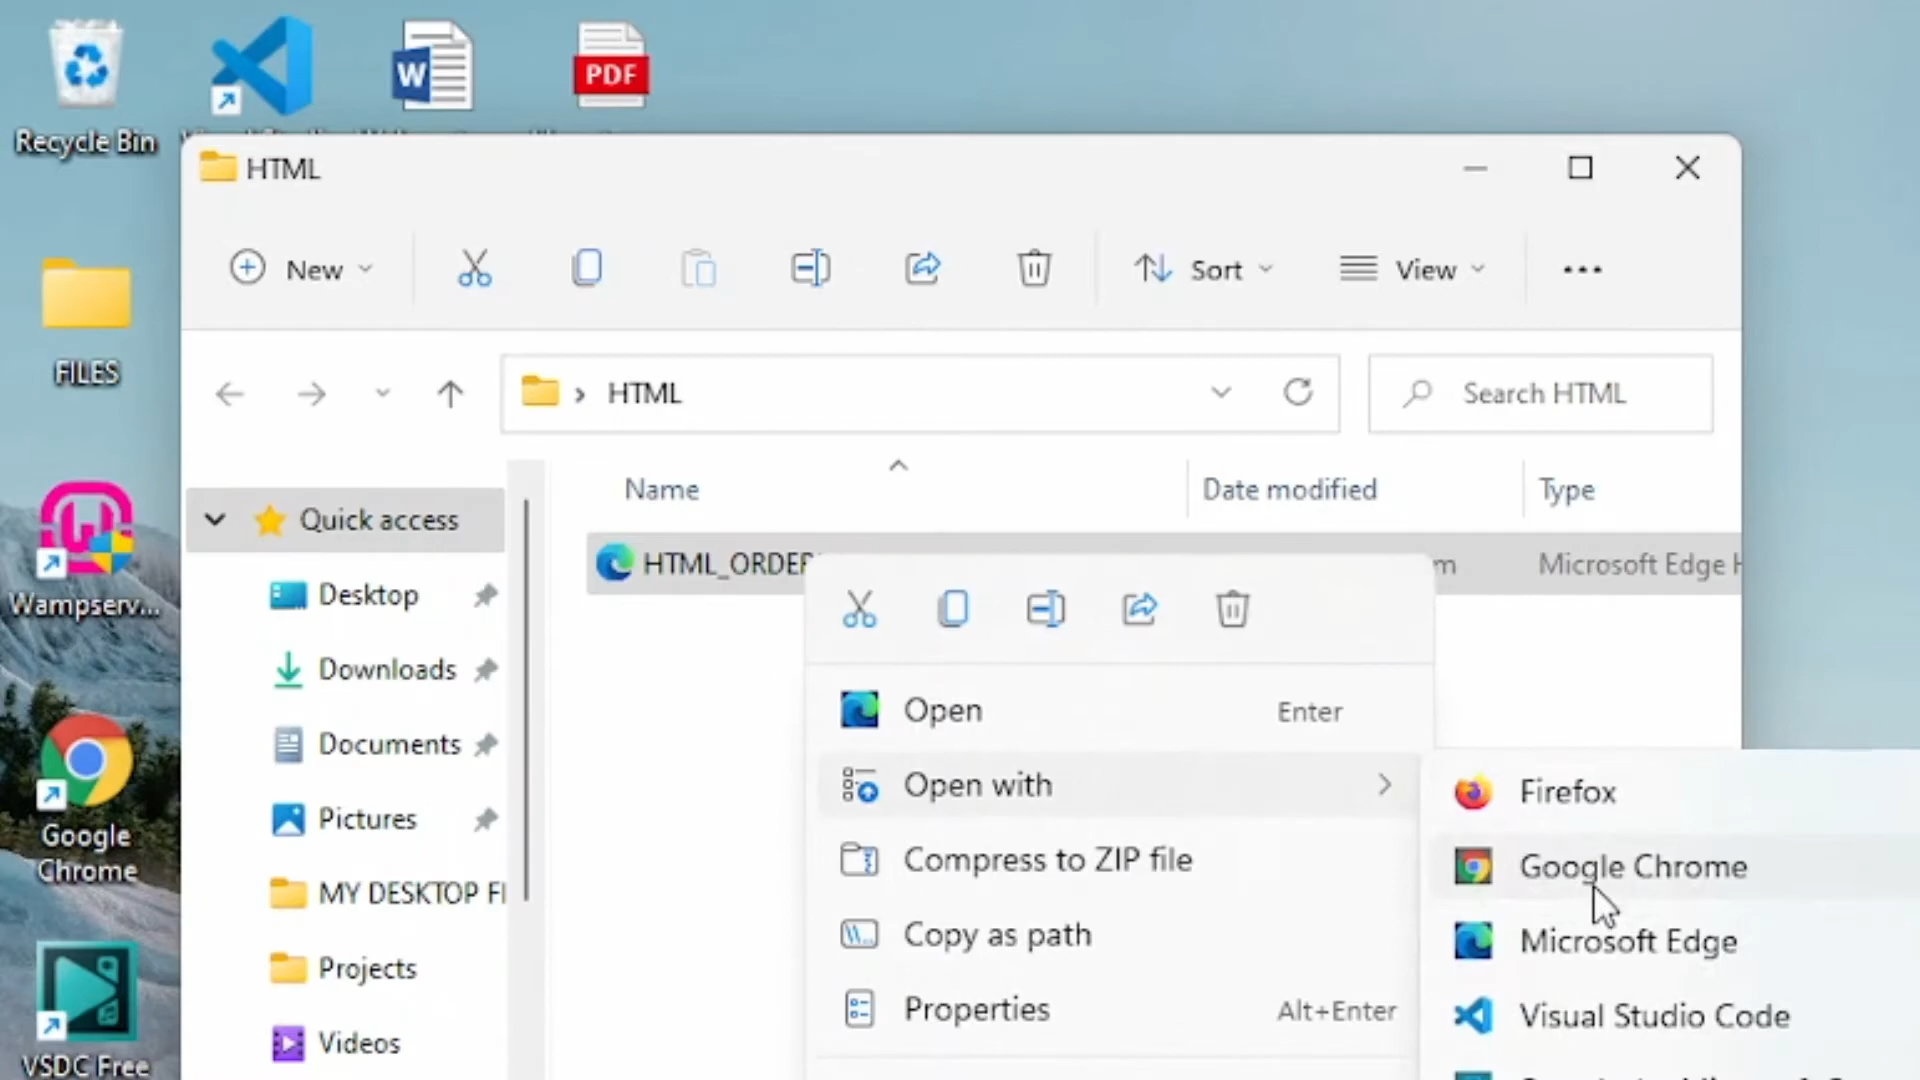 W
PDF
Recycle Bin
HTML
New
Sort
View
FILES
HTML
Search HTML
Name
Date modified
Type
Quick access
HTML_ORDER
m
Microsoft Edge H
Desktop
Wampserv...
Downloads
Open
Enter
Documents
Open with
Firefox
Pictures
Google
Chrome
Compress to ZIP file
Google Chrome
MY DESKTOP FI
Copy as path
Microsoft Edge
Projects
Properties
Alt+Enter
Visual Studio Code
Videos
VSDC Free